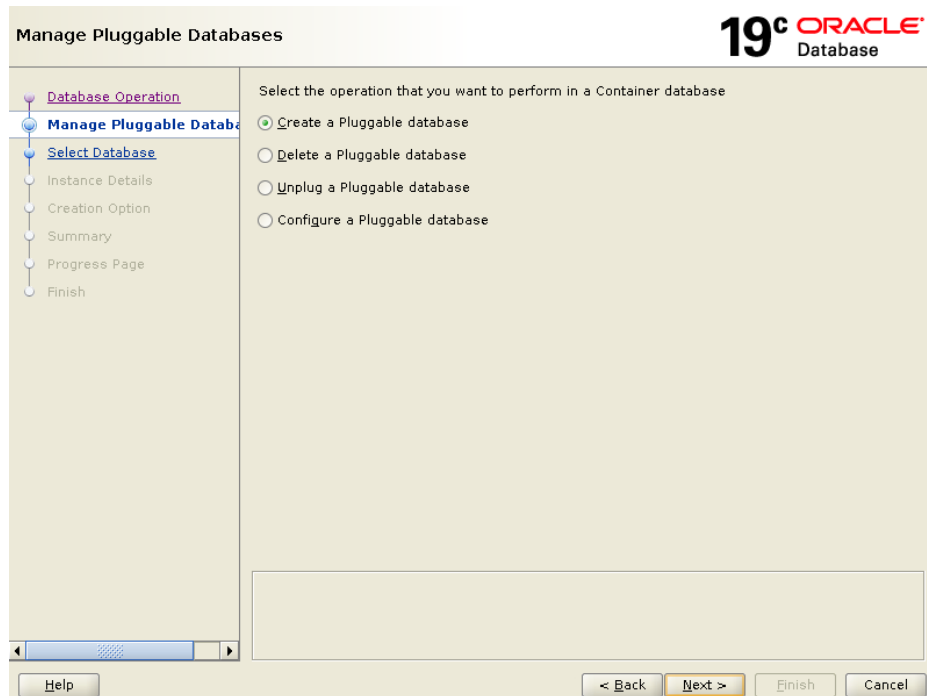 Manage Pluggable Databases
19c ORACLE
Database
Database Operation
Manage Pluggable Databa
Select Database
Instance Details
Creation Option
Summary
Progress Page
Finish
Select the operation that you want to perform in a Container database
Create a Pluggable database
Delete a Pluggable database
Unplug a Pluggable database
Configure a Pluggable database
Help
< Back
Next >
Finish
Cancel